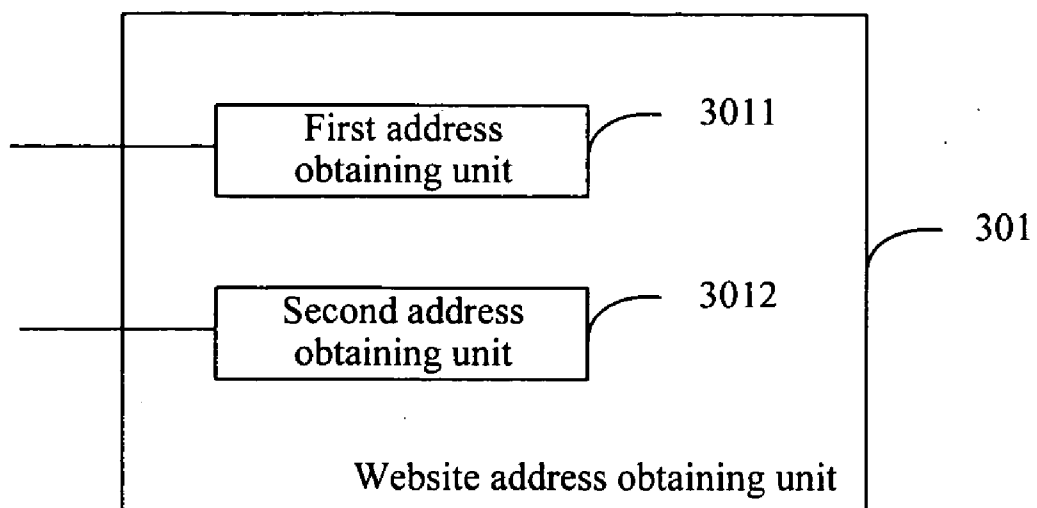 First address
obtaining unit
3011
301
Second address
obtaining unit
3012
Website address obtaining unit